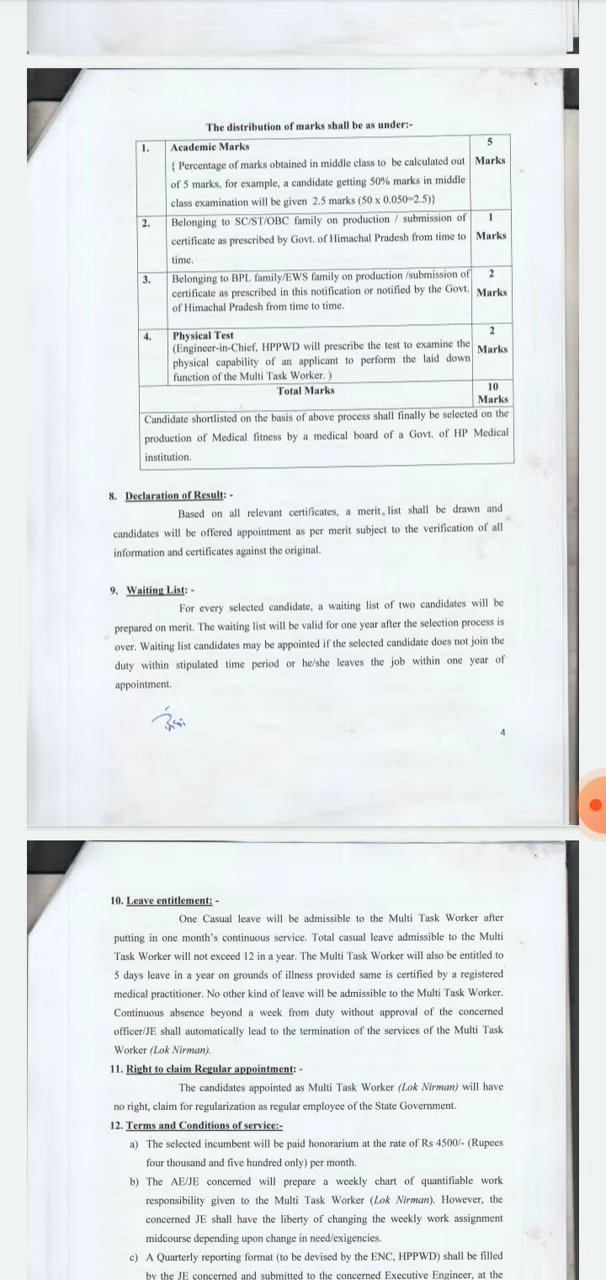 The distribution of marks shall be as under:-
1. Academic Marks 5
( Percentage of marks obtained in middle class to be calculated out Marks
of 5 marks, for example, a candidate getting 50% marks in middle
class examination will be given 2.5 marks (50 x 0.050=2.5)}
2. Belonging to SC/ST/OBC family on production / submission of 1
certificate as prescribed by Govt. of Himachal Pradesh from time to Marks
time.
3. Belonging to BPL family/EWS family on production /submission of 2
certificate as prescribed in this notification or notified by the Govt. Marks
of Himachal Pradesh from time to time.
4. Physical Test 2
(Engineer-in-Chief, HPPWD will prescribe the test to examine the Marks
physical capability of an applicant to perform the laid down
function of the Multi Task Worker. )
Total Marks 10
Marks
Candidate shortlisted on the basis of above process shall finally be selected on the
production of Medical fitness by a medical board of a Govt. of HP Medical
institution.
8. Declaration of Result: -
Based on all relevant certificates, a merit list shall be drawn and
candidates will be offered appointment as per merit subject to the verification of all
information and certificates against the original.
9. Waiting List: -
For every selected candidate, a waiting list of two candidates will be
prepared on merit. The waiting list will be valid for one year after the selection process is
over. Waiting list candidates may be appointed if the selected candidate does not join the
duty within stipulated time period or he/she leaves the job within one year of
appointment.
4
10. Leave entitlement: -
One Casual leave will be admissible to the Multi Task Worker after
putting in one month's continuous service. Total casual leave admissible to the Multi
Task Worker will not exceed 12 in a year. The Multi Task Worker will also be entitled to
5 days leave in a year on grounds of illness provided same is certified by a registered
medical practitioner. No other kind of leave will be admissible to the Multi Task Worker.
Continuous absence beyond a week from duty without approval of the concerned
officer/JE shall automatically lead to the termination of the services of the Multi Task
Worker (Lok Nirman).
11. Right to claim Regular appointment: -
The candidates appointed as Multi Task Worker (Lok Nirman) will have
no right, claim for regularization as regular employee of the State Government.
12. Terms and Conditions of service:-
a) The selected incumbent will be paid honorarium at the rate of Rs 4500/- (Rupees
four thousand and five hundred only) per month.
b) The AE/JE concerned will prepare a weekly chart of quantifiable work
responsibility given to the Multi Task Worker (Lok Nirman). However, the
concerned JE shall have the liberty of changing the weekly work assignment
midcourse depending upon change in need/exigencies.
c) A Quarterly reporting format (to be devised by the ENC, HPPWD) shall be filled
by the JE concerned and submitted to the concerned Executive Engineer, at the